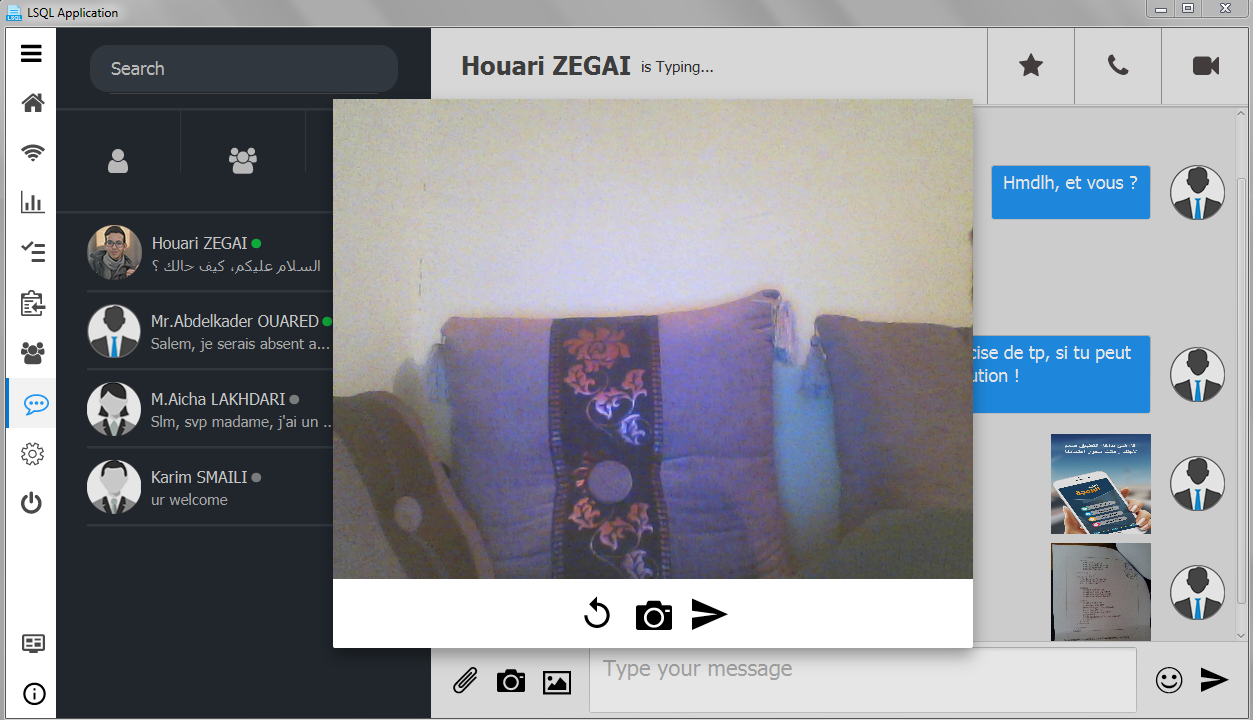 LSQL Application
Search
Houari ZEGAI is Typing...
Houari ZEGAI
السلام عليكم، كيف حالك ؟
Mr.Abdelkader OUARED
Salem, je serais absent a...
M.Aicha LAKHDARI
Slm, svp madame, j'ai un ...
Karim SMAILI
ur welcome
Hmdlh, et vous ?
cise de tp, si tu peut
ution !
Type your message